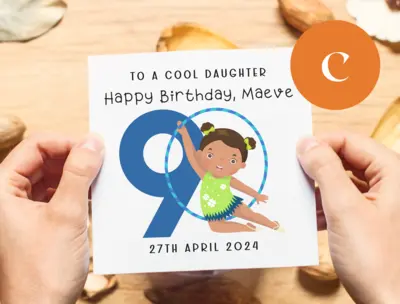 TO A COOL DAUGHTER
Happy Birthday, Maeve
9
27TH APRIL 2024
C